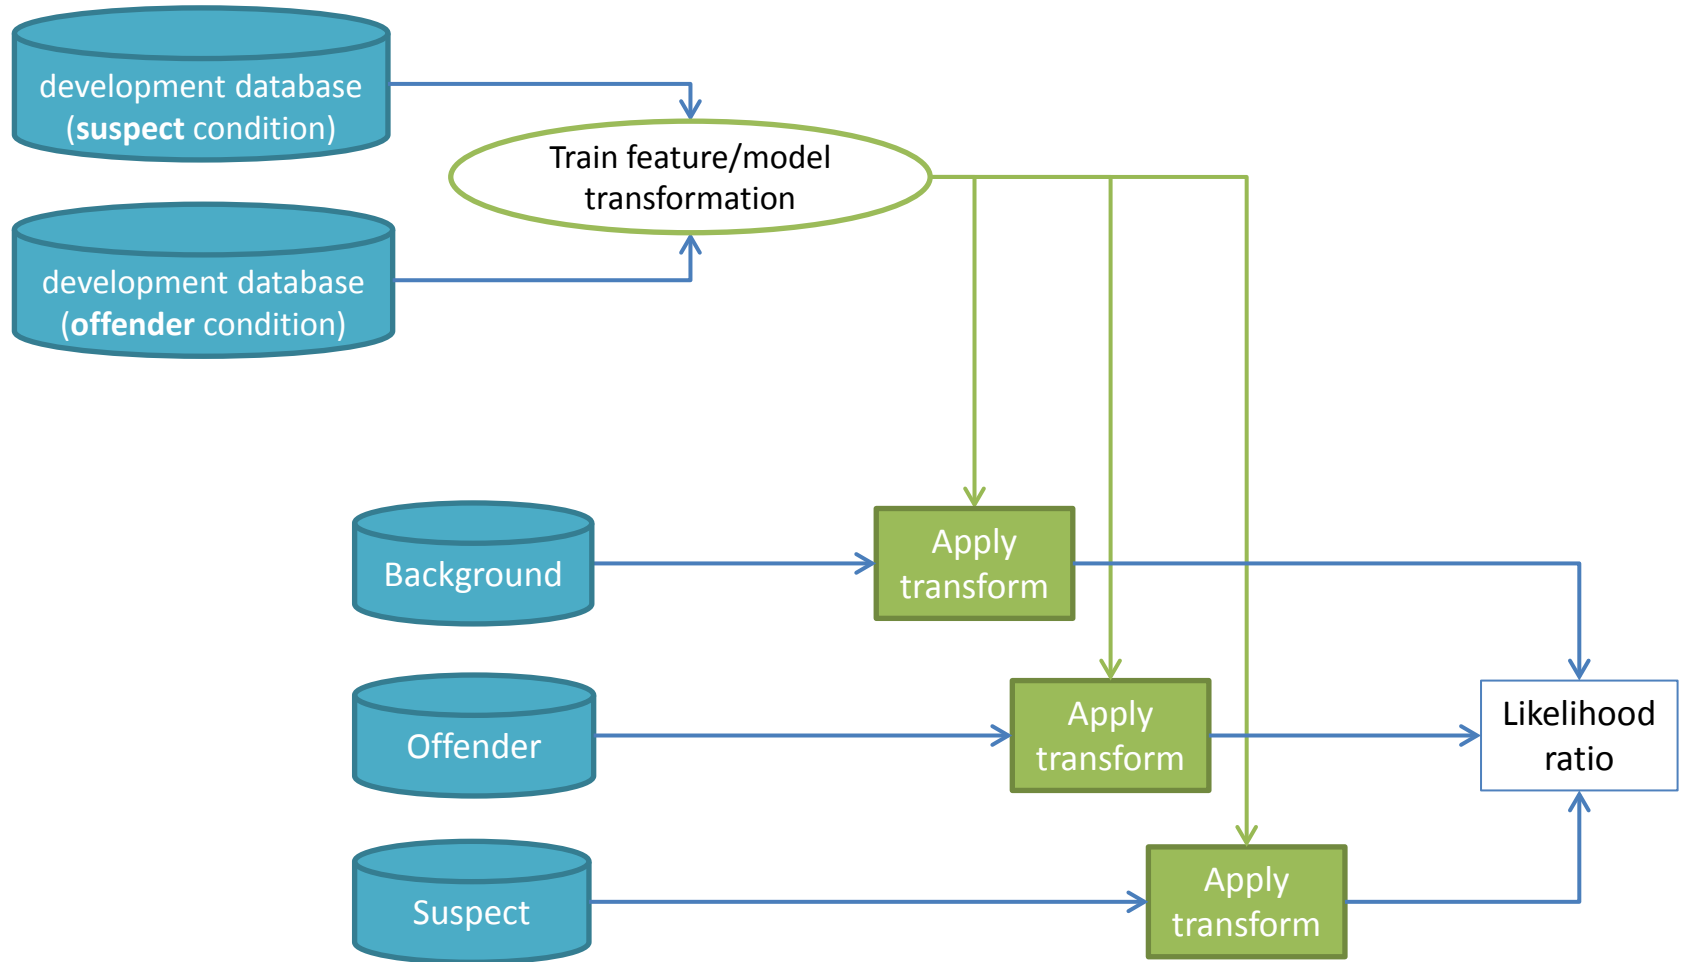 development database
(suspect condition)
Train feature/model
transformation
development database
(offender condition)
Background
Apply
transform
Offender
Apply
transform
Likelihood
ratio
Suspect
Apply
transform